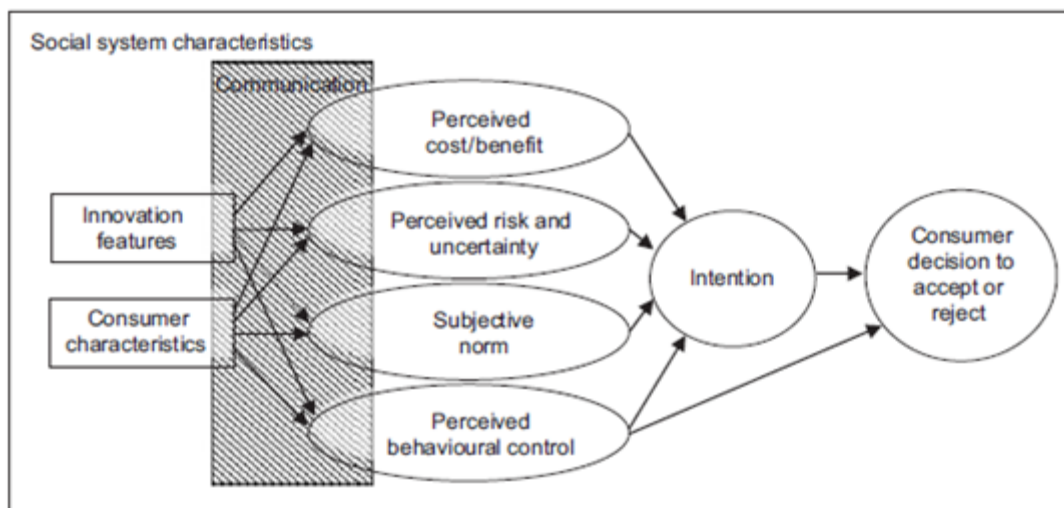 Social system characteristics
Communication
Perceived
cost/benefit
Innovation
features
Perceived risk and
uncertainty
Consumer
characteristics
Subjective
norm
Perceived
behavioural control
Intention
Consumer
decision to
accept or
reject